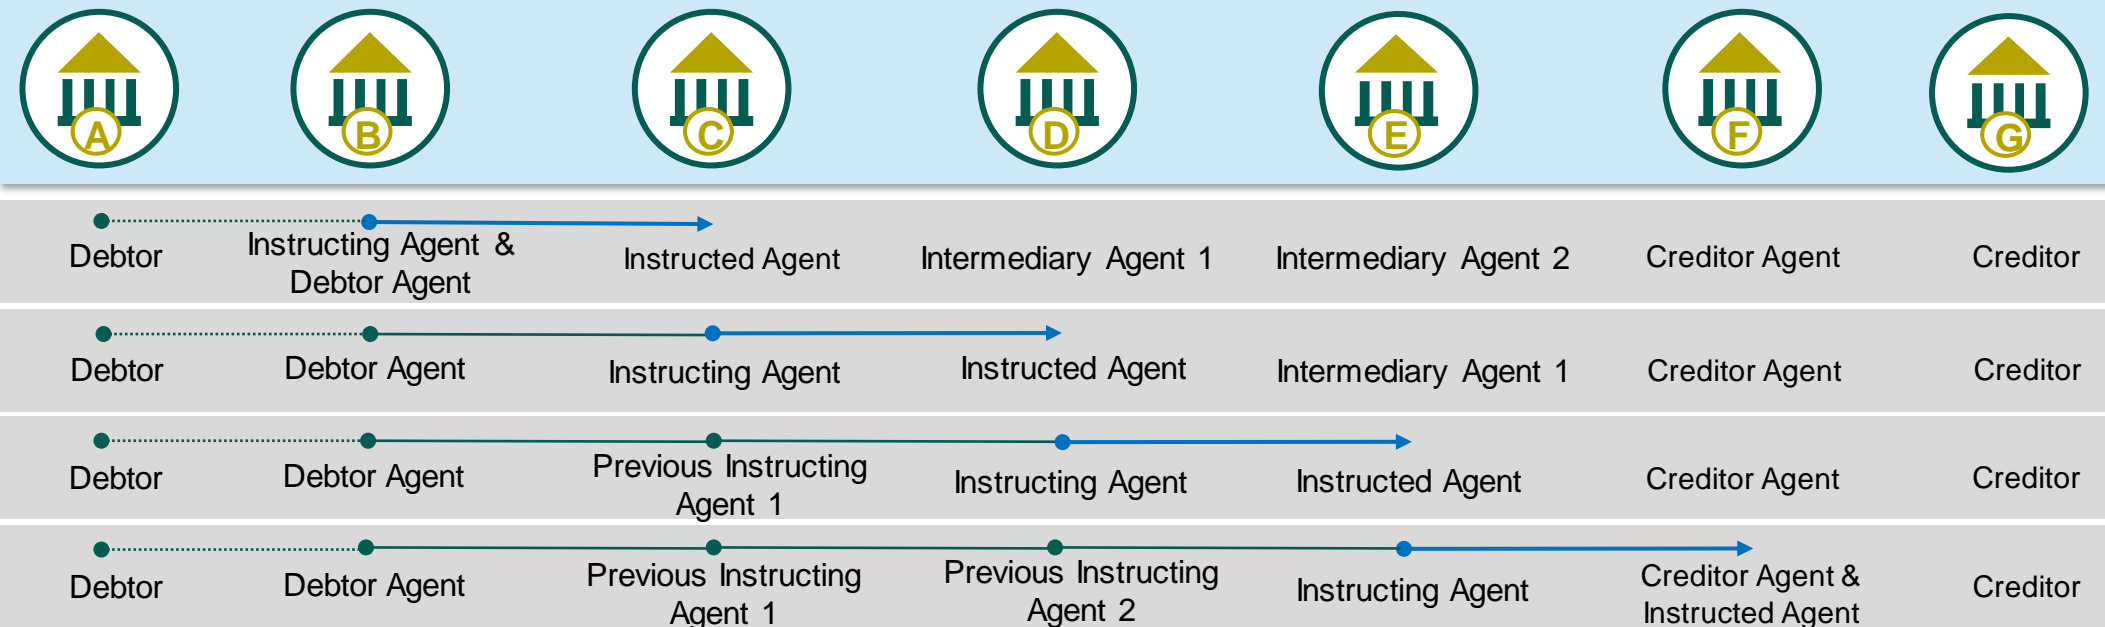 A
B
C
D
E
F
G
Debtor
Instructing Agent &
Debtor Agent
Instructed Agent
Intermediary Agent 1
Intermediary Agent 2
Creditor Agent
Creditor
Debtor
Debtor Agent
Instructing Agent
Instructed Agent
Intermediary Agent 1
Creditor Agent
Creditor
Debtor
Debtor Agent
Previous Instructing
Agent 1
Instructing Agent
Instructed Agent
Creditor Agent
Creditor
Debtor
Debtor Agent
Previous Instructing
Agent 1
Previous Instructing
Agent 2
Instructing Agent
Creditor Agent &
Instructed Agent
Creditor